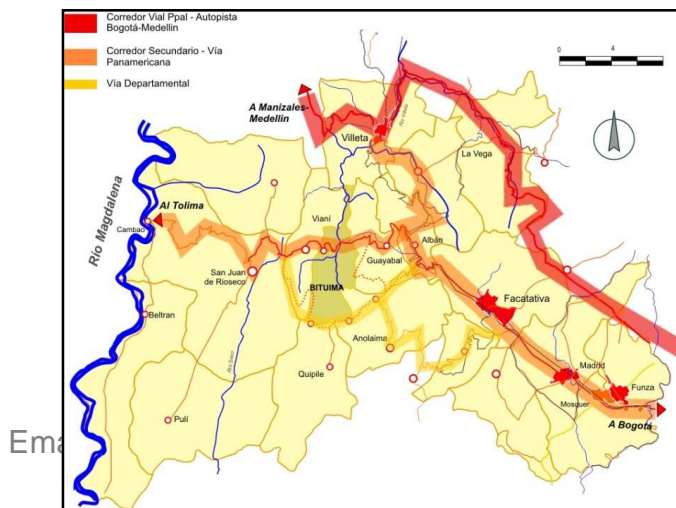 Corredor Vial Ppal - Autopista
Bogotá-Medellin
Corredor Secundario - Vía
Panamericana
Vía Departamental
0 4
A Manizales-
Medellín
Villeta
La Vega
Río Magdalena
Al Tolima
Cambao
Vianí
Albán
Guayabal
San Juan
de Rioseco
BITUIMA
Facatativa
Beltran
Anolaima
Quipile
Madrid
Funza
Mosquer
Pulí
A Bogotá
Ema